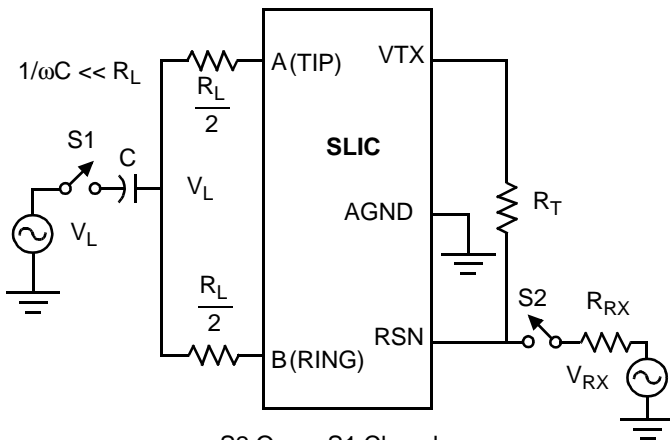 1/ωC << R_L
R_L
2
A(TIP)
VTX
S1
C
V_L
V_L
SLIC
AGND
R_T
R_L
2
B(RING)
RSN
S2
R_RX
V_RX